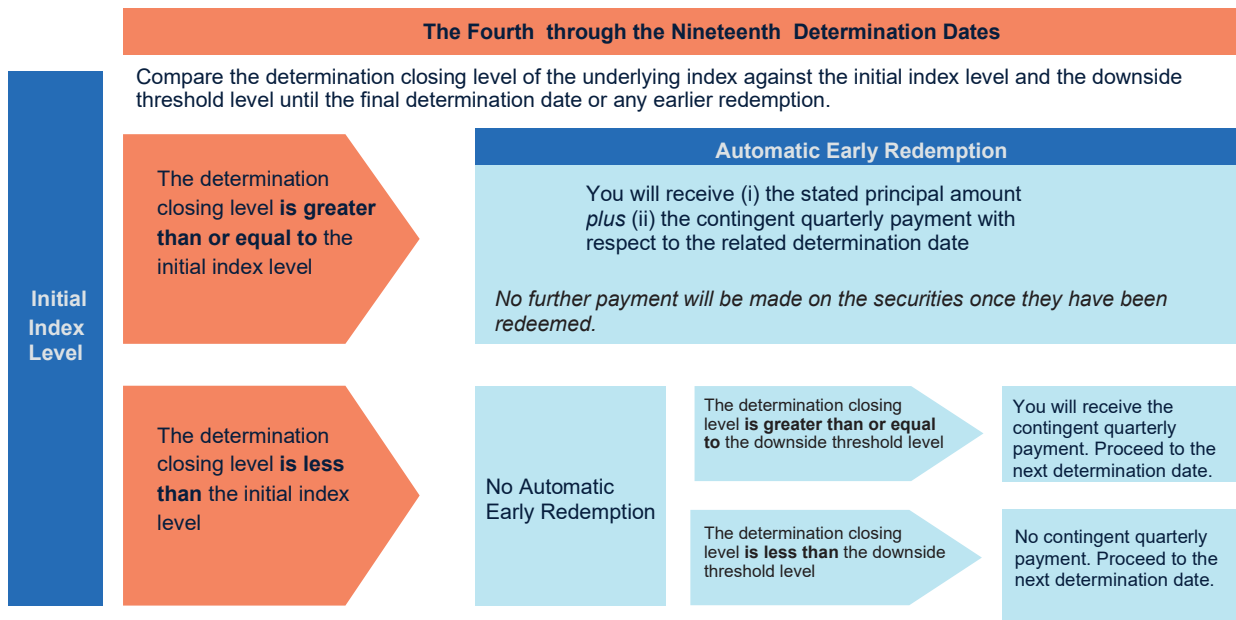 The Fourth through the Nineteenth Determination Dates
Compare the determination closing level of the underlying index against the initial index level and the downside
threshold level until the final determination date or any earlier redemption.
Initial
Index
Level
The determination
closing level is greater
than or equal to the
initial index level
Automatic Early Redemption
You will receive (i) the stated principal amount
plus (ii) the contingent quarterly payment with
respect to the related determination date
No further payment will be made on the securities once they have been
redeemed.
The determination
closing level is less
than the initial index
level
No Automatic
Early Redemption
The determination closing
level is greater than or equal
to the downside threshold level
You will receive the
contingent quarterly
payment. Proceed to the
next determination date.
The determination closing
level is less than the downside
threshold level
No contingent quarterly
payment. Proceed to the
next determination date.